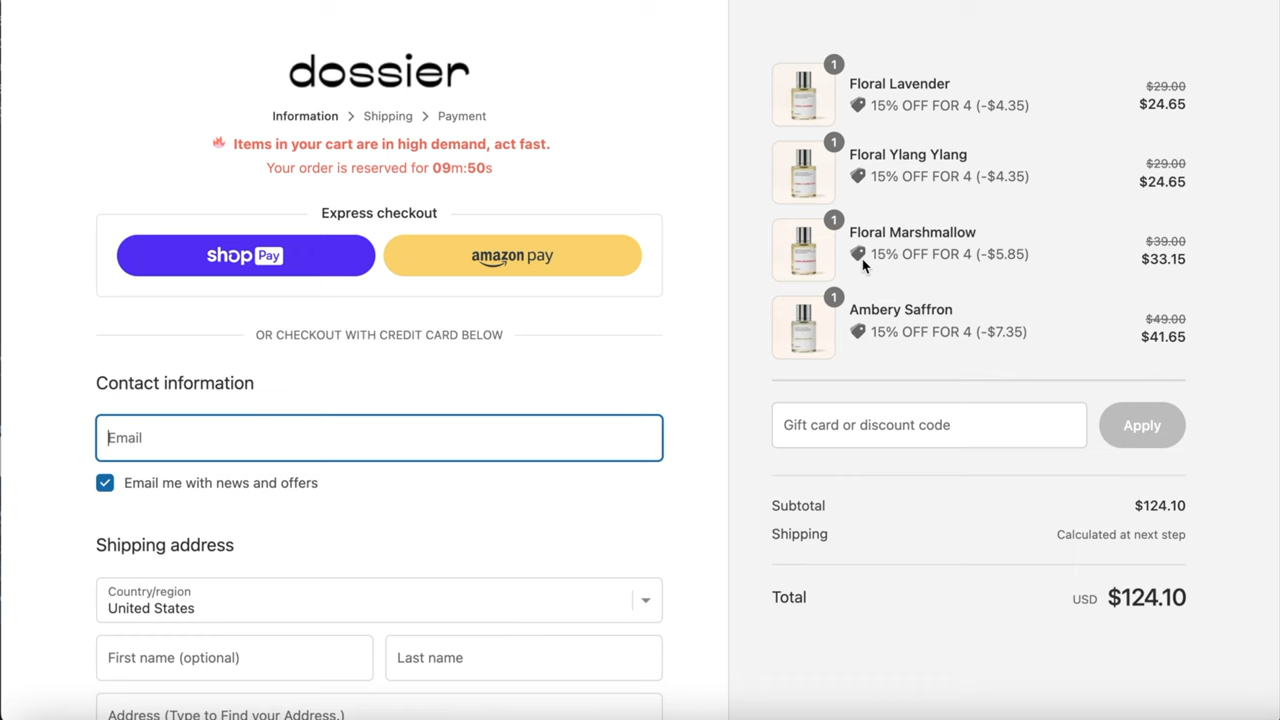 dossier
Information > Shipping > Payment
Items in your cart are in high demand, act fast.
Your order is reserved for 09m:50s
Express checkout
shop Pay
amazon pay
OR CHECKOUT WITH CREDIT CARD BELOW
Contact information
Email
Email me with news and offers
Shipping address
Country/region
United States
First name (optional)
Last name
Address (Type to Find your Address.)
1
Floral Lavender
$29.00
15% OFF FOR 4 (-$4.35)
$24.65
1
Floral Ylang Ylang
$29.00
15% OFF FOR 4 (-$4.35)
$24.65
1
Floral Marshmallow
$39.00
15% OFF FOR 4 (-$5.85)
$33.15
1
Ambery Saffron
$49.00
15% OFF FOR 4 (-$7.35)
$41.65
Gift card or discount code
Apply
Subtotal
$124.10
Shipping
Calculated at next step
Total
USD $124.10